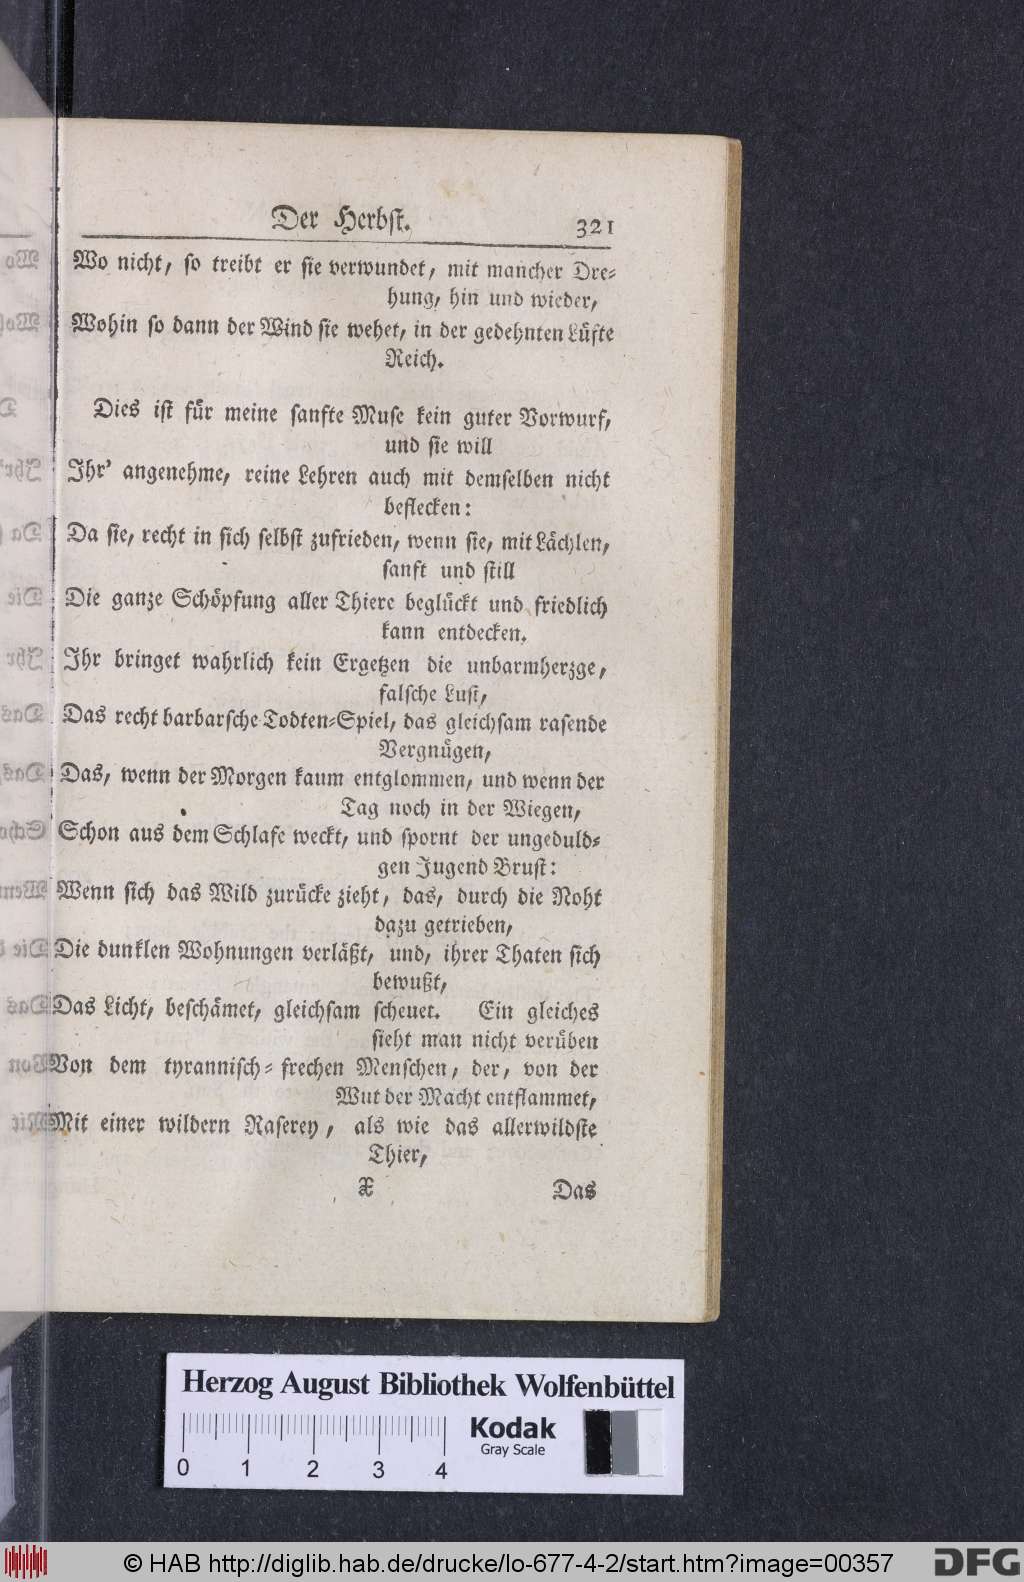 Der Herbst. 321
Wo nicht, so treibt er sie verwundet, mit mancher Dre-
hung, hin und wieder,
Wohin so dann der Wind sie wehet, in der gedehnten Lüfte
Reich.
Dies ist für meine sanfte Muse kein guter Vorwurf,
und sie will
Ihr' angenehme, reine Lehren auch mit demselben nicht
beflecken:
Da sie, recht in sich selbst zufrieden, wenn sie, mit Lächlen,
sanft und still
Die ganze Schöpfung aller Thiere beglückt und friedlich
kann entdecken.
Ihr bringet wahrlich kein Ergetzen die unbarmherzge,
falsche Lust,
Das recht barbarsche Todten-Spiel, das gleichsam rasende
Vergnügen,
Das, wenn der Morgen kaum entglommen, und wenn der
Tag noch in der Wiegen,
Schon aus dem Schlafe weckt, und spornt der ungeduld-
gen Jugend Brust:
Wenn sich das Wild zurücke zieht, das, durch die Noht
dazu getrieben,
Die dunklen Wohnungen verläßt, und, ihrer Thaten sich
bewußt,
Das Licht, beschämet, gleichsam scheuet. Ein gleiches
sieht man nicht verüben
Von dem tyrannisch-frechen Menschen, der, von der
Wut der Macht entflammet,
Mit einer wildern Raserey, als wie das allerwildste
Thier,
X Das
Herzog August Bibliothek Wolfenbüttel
Kodak
Gray Scale
0 1 2 3 4
© HAB http://diglib.hab.de/drucke/lo-677-4-2/start.htm?image=00357
DFG